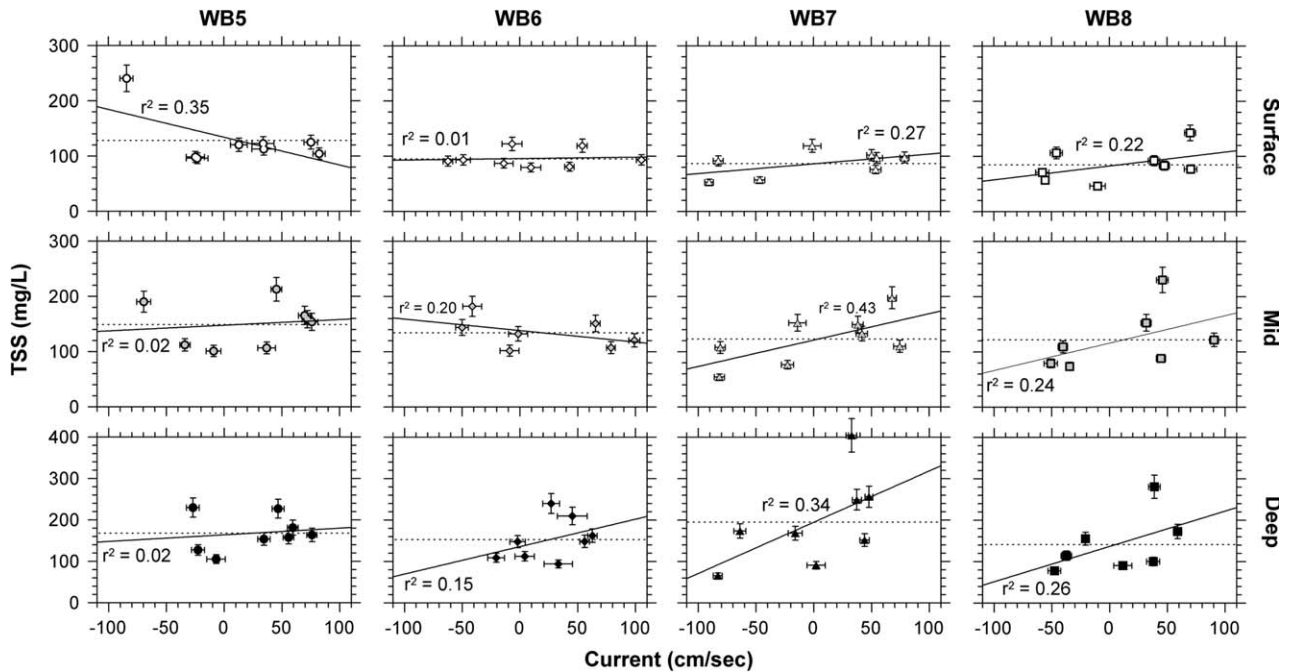 WB5 WB6 WB7 WB8
300
200
100
0
r² = 0.35
r² = 0.01
r² = 0.27
r² = 0.22
Surface
300
200
100
0
r² = 0.02
r² = 0.20
r² = 0.43
r² = 0.24
Mid
TSS (mg/L)
400
300
200
100
0
r² = 0.02
r² = 0.15
r² = 0.34
r² = 0.26
Deep
-100 -50 0 50 100 -100 -50 0 50 100 -100 -50 0 50 100 -100 -50 0 50 100
Current (cm/sec)